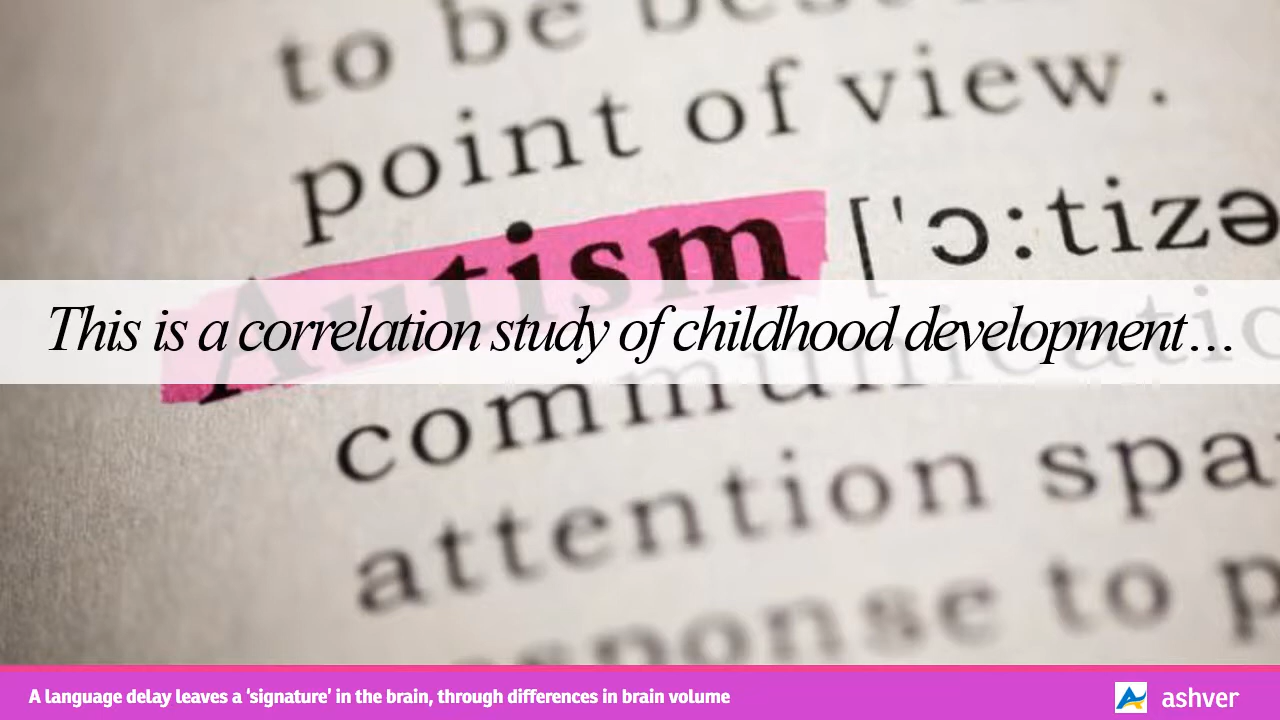 to be best
point of view.
Autism ['ɔ:tizə
This is a correlation study of childhood development…
communicatio
attention spa
response to p
A language delay leaves a 'signature' in the brain, through differences in brain volume
ashver